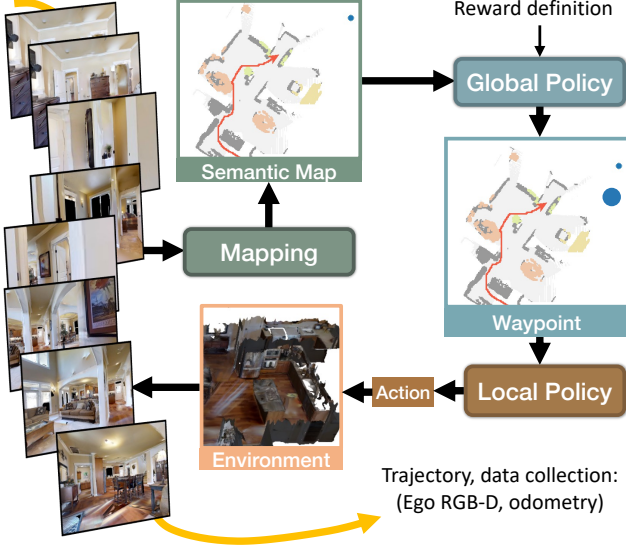 Reward definition
Global Policy
Semantic Map
Mapping
Waypoint
Local Policy
Action
Environment
Trajectory, data collection:
(Ego RGB-D, odometry)